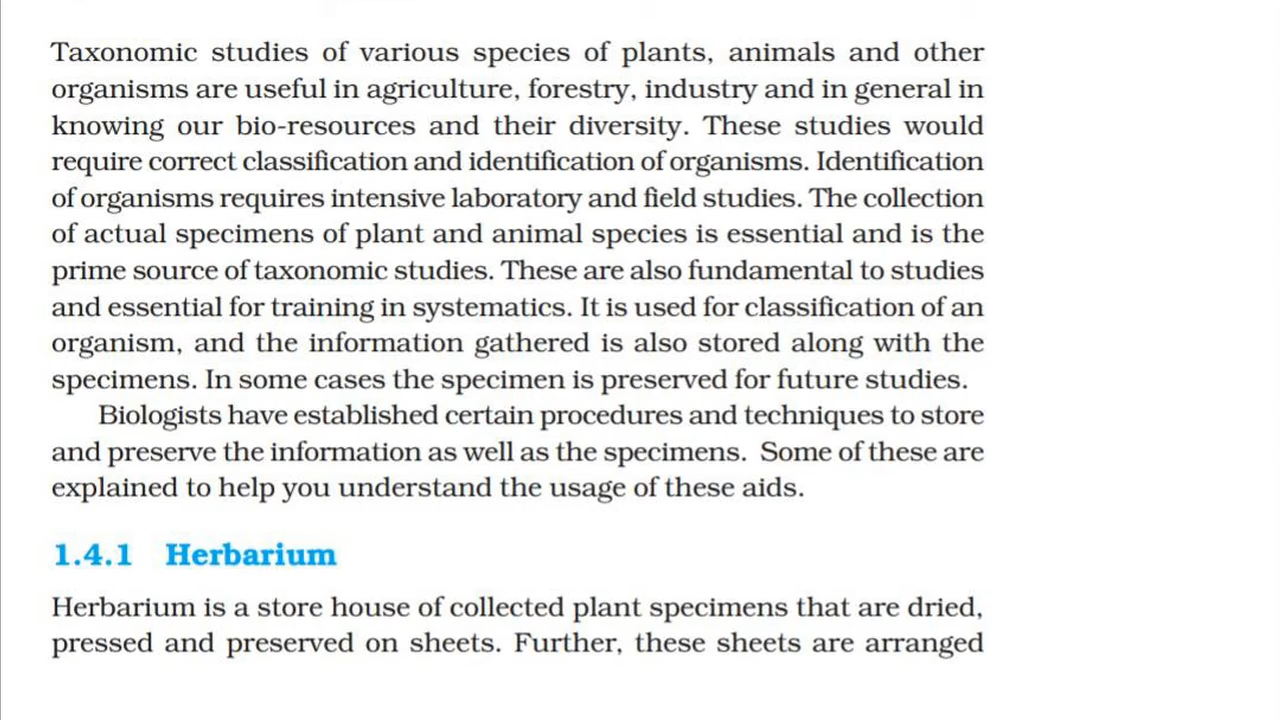 Taxonomic studies of various species of plants, animals and other
organisms are useful in agriculture, forestry, industry and in general in
knowing our bio-resources and their diversity. These studies would
require correct classification and identification of organisms. Identification
of organisms requires intensive laboratory and field studies. The collection
of actual specimens of plant and animal species is essential and is the
prime source of taxonomic studies. These are also fundamental to studies
and essential for training in systematics. It is used for classification of an
organism, and the information gathered is also stored along with the
specimens. In some cases the specimen is preserved for future studies.
Biologists have established certain procedures and techniques to store
and preserve the information as well as the specimens. Some of these are
explained to help you understand the usage of these aids.
1.4.1 Herbarium
Herbarium is a store house of collected plant specimens that are dried,
pressed and preserved on sheets. Further, these sheets are arranged